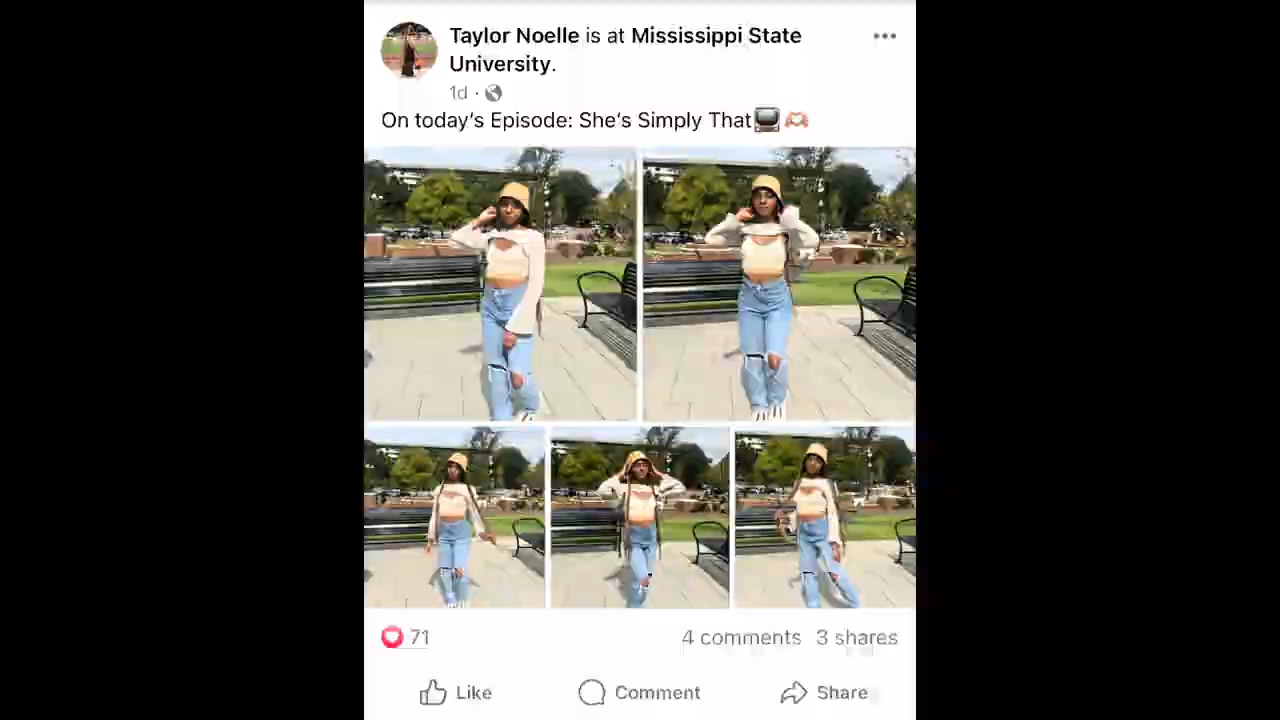 Taylor Noelle is at Mississippi State
University.
1d ·
On today's Episode: She's Simply That📺🫶🏼
71
4 comments 3 shares
Like
Comment
Share